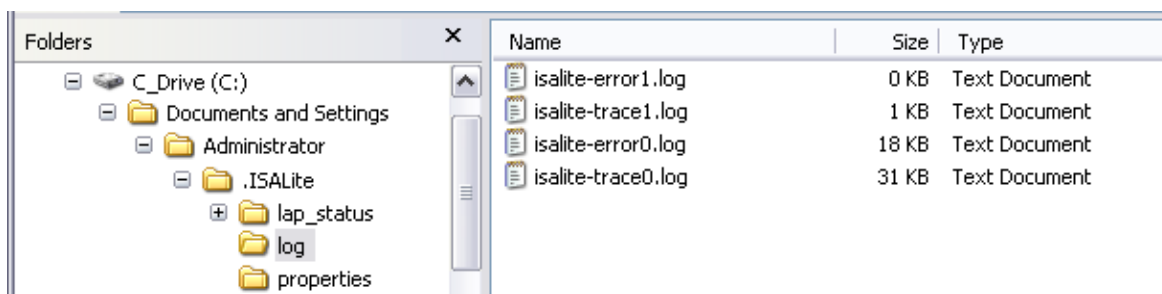 Folders
C_Drive (C:)
Documents and Settings
Administrator
.ISALite
lap_status
log
properties
Name Size Type
isalite-error1.log 0 KB Text Document
isalite-trace1.log 1 KB Text Document
isalite-error0.log 18 KB Text Document
isalite-trace0.log 31 KB Text Document